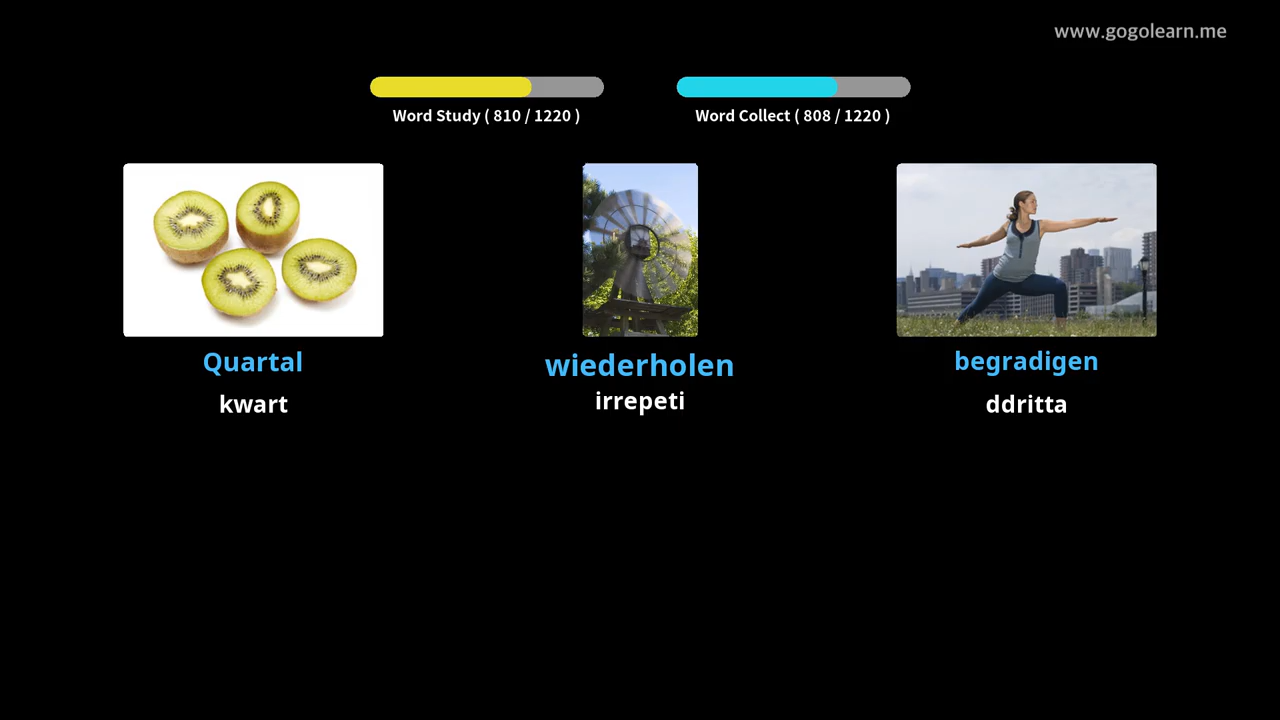 www.gogolearn.me
Word Study ( 810 / 1220 )
Word Collect ( 808 / 1220 )
Quartal
kwart
wiederholen
irrepeti
begradigen
ddritta